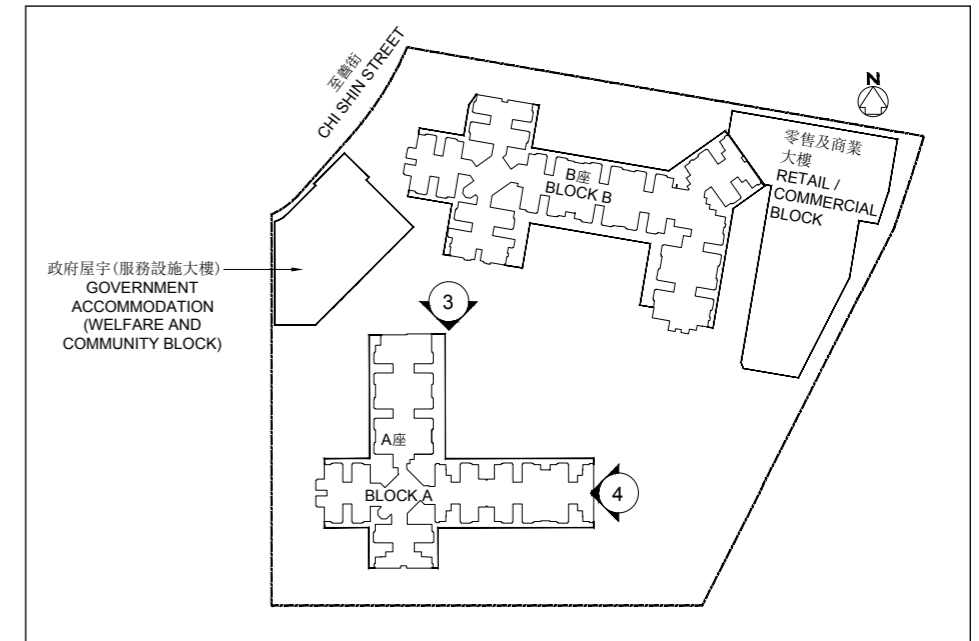 至善街
CHI SHIN STREET
N
零售及商業
大樓
RETAIL /
COMMERCIAL
BLOCK
B座
BLOCK B
政府屋宇(服務設施大樓)
GOVERNMENT
ACCOMMODATION
(WELFARE AND
COMMUNITY BLOCK)
3
A座
BLOCK A
4